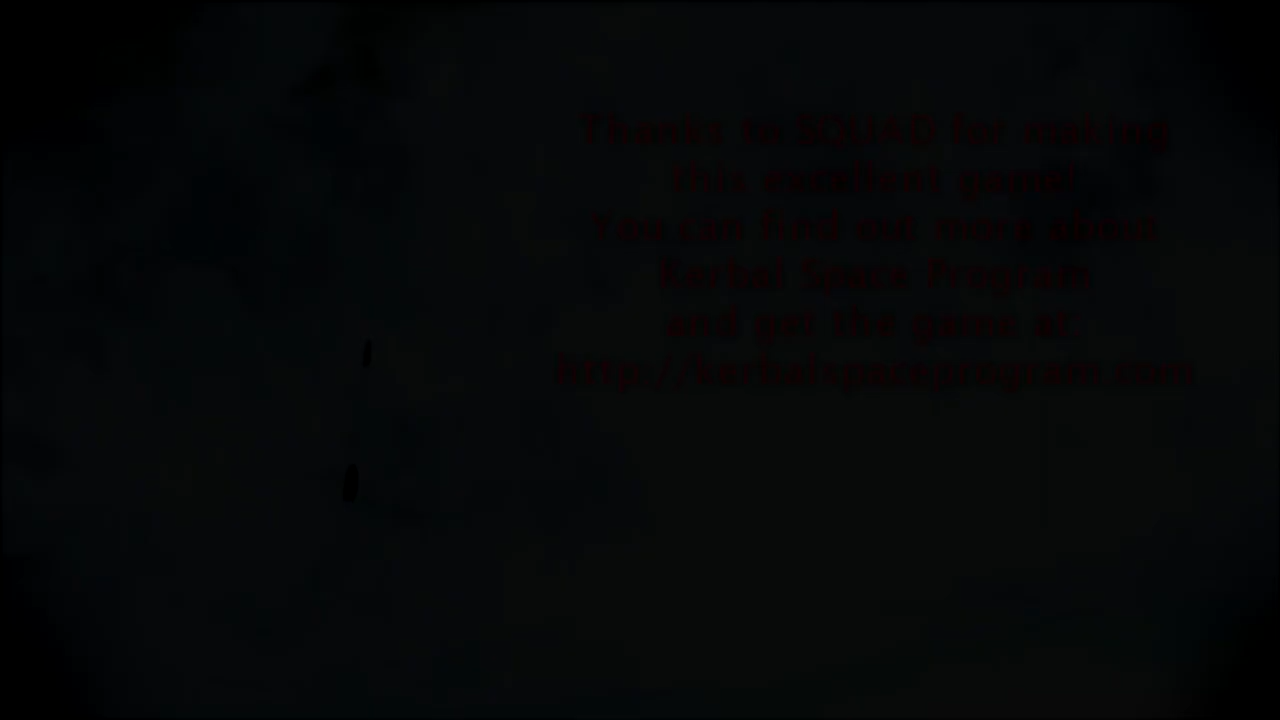 Thanks to SQUAD for making
this excellent game!
You can find out more about
Kerbal Space Program
and get the game at:
http://kerbalspaceprogram.com